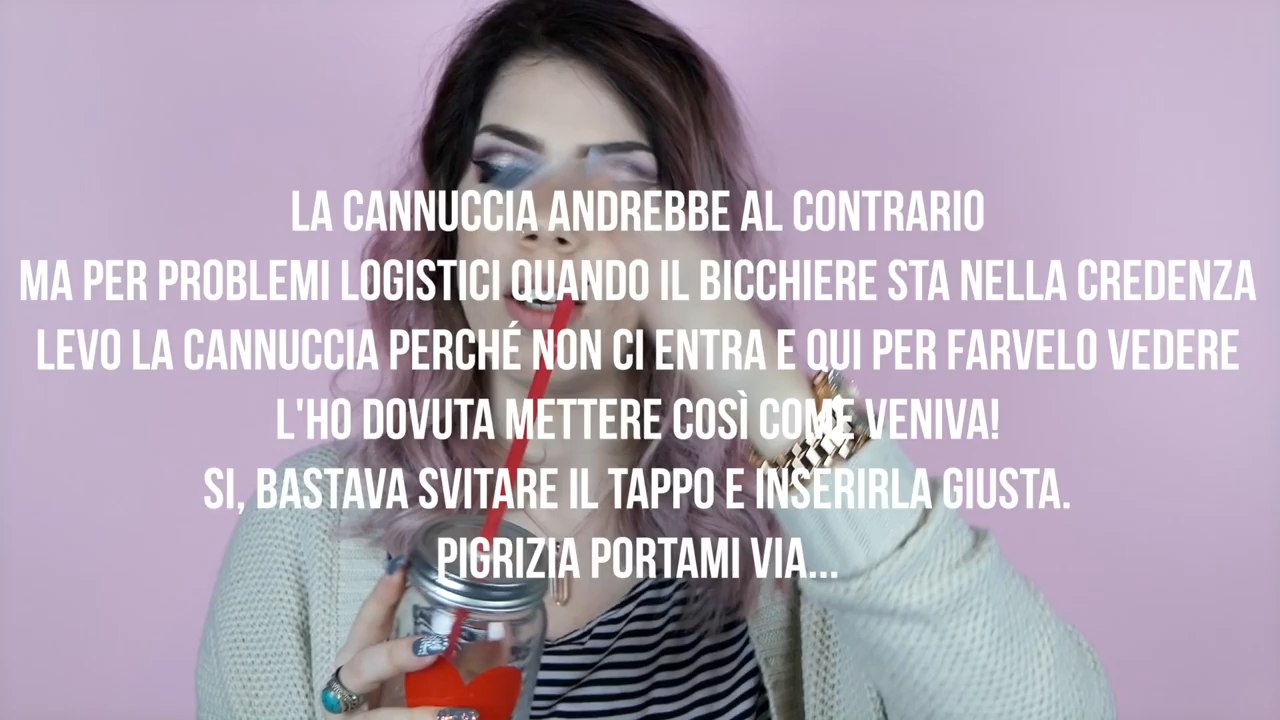 LA CANNUCCIA ANDREBBE AL CONTRARIO
MA PER PROBLEMI LOGISTICI QUANDO IL BICCHIERE STA NELLA CREDENZA
LEVO LA CANNUCCIA PERCHÉ NON CI ENTRA E QUI PER FARVELO VEDERE
L'HO DOVUTA METTERE COSÌ COME VENIVA!
SI, BASTAVA SVITARE IL TAPPO E INSERIRLA GIUSTA.
PIGRIZIA PORTAMI VIA...